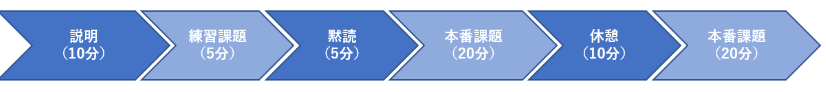 説明
（10分）
練習課題
（5分）
黙読
（5分）
本番課題
（20分）
休憩
（10分）
本番課題
（20分）